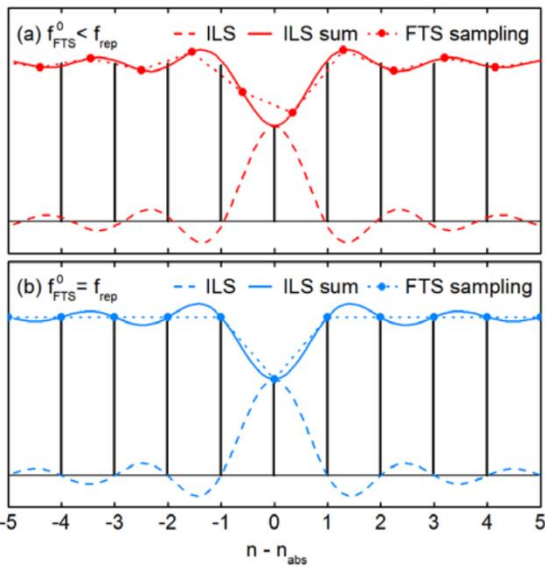 (a) f⁰FTS < frep ILS ILS sum FTS sampling
(b) f⁰FTS = frep ILS ILS sum FTS sampling
-5 -4 -3 -2 -1 0 1 2 3 4 5
n - nabs